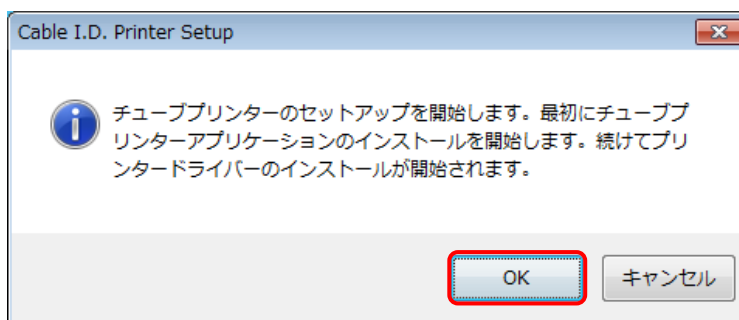 Cable I.D. Printer Setup
チューブプリンターのセットアップを開始します。最初にチューブプ
リンターアプリケーションのインストールを開始します。続けてプリ
ンタードライバーのインストールが開始されます。
OK
キャンセル